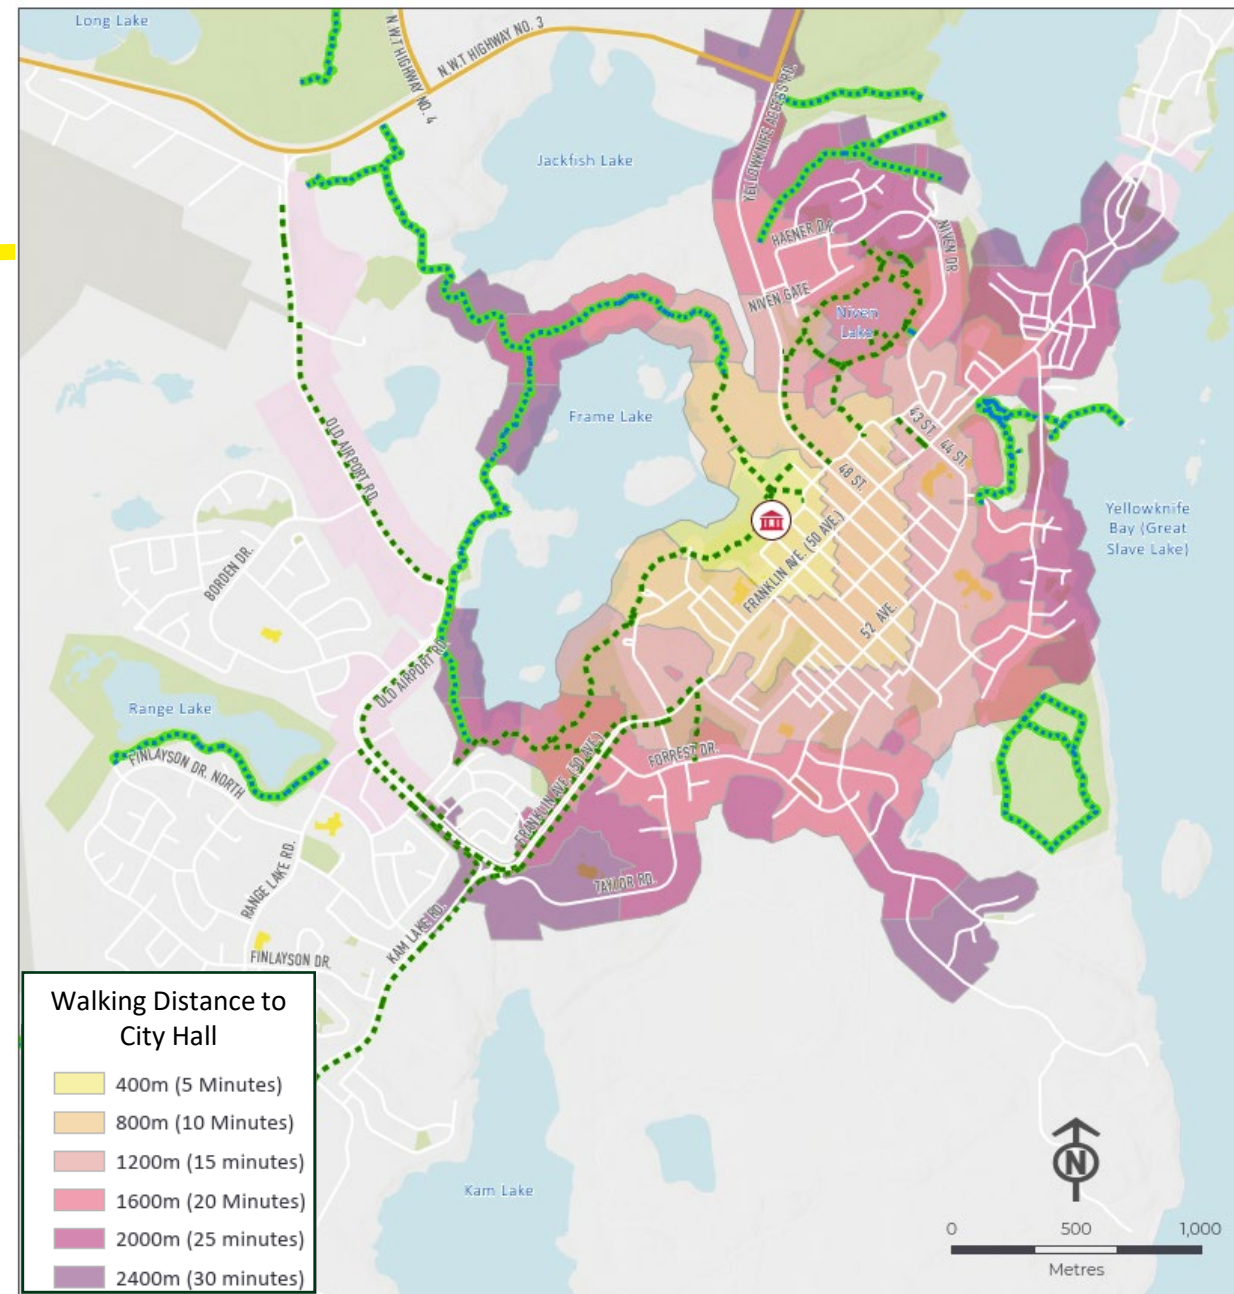 Long Lake
N.W.T HIGHWAY NO. 3
N.W.T HIGHWAY NO. 4
YELLOWKNIFE ACCESS RD.
Jackfish Lake
HAENER DR.
NIVEN DR.
NIVEN GATE
Niven
Lake
Frame Lake
43 ST.
44 ST.
OLD AIRPORT RD.
48 ST.
Yellowknife
Bay (Great
Slave Lake)
FRANKLIN AVE. (50 AVE.)
BORDEN DR.
52 AVE.
OLD AIRPORT RD.
Range Lake
FINLAYSON DR. NORTH
FORREST DR.
FRANKLIN AVE. (50 AVE.)
RANGE LAKE RD.
TAYLOR RD.
KAM LAKE RD.
FINLAYSON DR.
Walking Distance to
City Hall
400m (5 Minutes)
800m (10 Minutes)
1200m (15 minutes)
1600m (20 Minutes)
2000m (25 minutes)
2400m (30 minutes)
Kam Lake
N
0 500 1,000
Metres